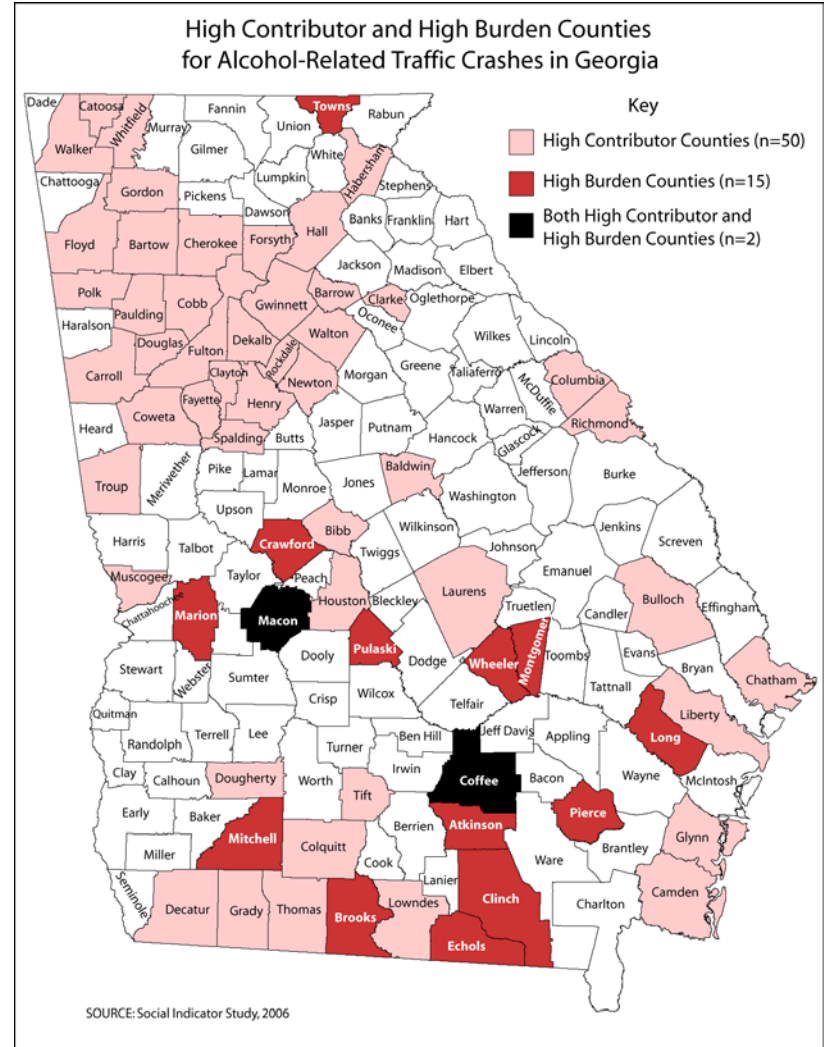 High Contributor and High Burden Counties
for Alcohol-Related Traffic Crashes in Georgia
Key
High Contributor Counties (n=50)
High Burden Counties (n=15)
Both High Contributor and
High Burden Counties (n=2)
Dade
Catoosa
Whitfield
Walker
Murray
Fannin
Union
Towns
Rabun
Gilmer
White
Habersham
Lumpkin
Stephens
Chattooga
Gordon
Pickens
Dawson
Banks
Franklin
Hart
Floyd
Bartow
Cherokee
Forsyth
Hall
Jackson
Madison
Elbert
Polk
Paulding
Cobb
Gwinnett
Barrow
Clarke
Oglethorpe
Oconee
Haralson
Douglas
Fulton
Dekalb
Rockdale
Walton
Wilkes
Lincoln
Carroll
Clayton
Newton
Morgan
Greene
Taliaferro
McDuffie
Columbia
Coweta
Fayette
Henry
Warren
Richmond
Heard
Spalding
Butts
Jasper
Putnam
Hancock
Glascock
Troup
Meriwether
Pike
Lamar
Monroe
Jones
Baldwin
Washington
Jefferson
Burke
Upson
Harris
Talbot
Crawford
Bibb
Twiggs
Wilkinson
Johnson
Jenkins
Screven
Emanuel
Muscogee
Taylor
Peach
Houston
Bleckley
Laurens
Truetlen
Candler
Bulloch
Effingham
Chattahoochee
Marion
Macon
Pulaski
Dodge
Wheeler
Montgomery
Toombs
Evans
Bryan
Chatham
Stewart
Webster
Sumter
Dooly
Tattnall
Wilcox
Crisp
Telfair
Liberty
Long
Quitman
Randolph
Terrell
Lee
Turner
Ben Hill
Jeff Davis
Appling
Irwin
Wayne
McIntosh
Clay
Calhoun
Dougherty
Worth
Tift
Coffee
Bacon
Early
Baker
Mitchell
Berrien
Atkinson
Pierce
Glynn
Miller
Colquitt
Cook
Ware
Brantley
Lanier
Seminole
Decatur
Grady
Thomas
Brooks
Lowndes
Clinch
Charlton
Camden
Echols
SOURCE: Social Indicator Study, 2006